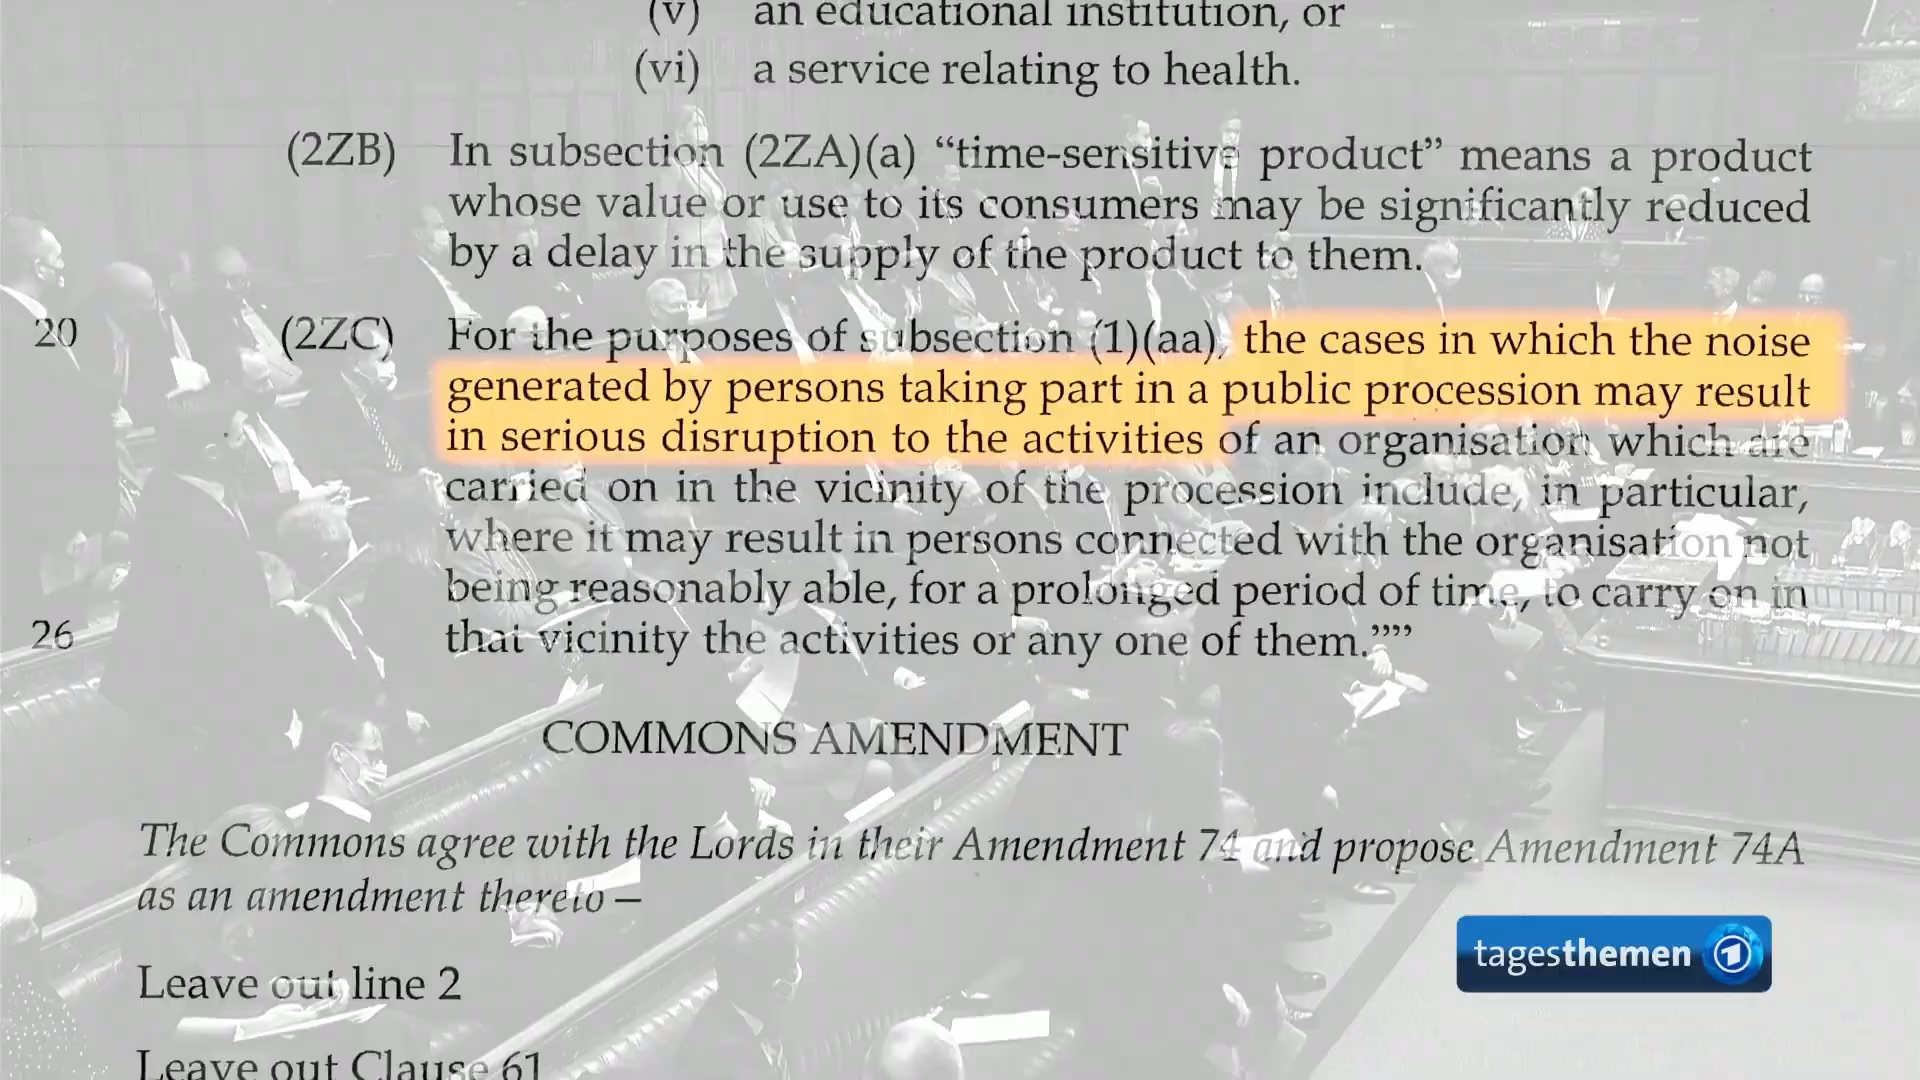 (v) an educational institution, or
(vi) a service relating to health.
(2ZB) In subsection (2ZA)(a) “time-sensitive product” means a product
whose value or use to its consumers may be significantly reduced
by a delay in the supply of the product to them.
20 (2ZC) For the purposes of subsection (1)(aa), the cases in which the noise
generated by persons taking part in a public procession may result
in serious disruption to the activities of an organisation which are
carried on in the vicinity of the procession include, in particular,
where it may result in persons connected with the organisation not
being reasonably able, for a prolonged period of time, to carry on in
26 that vicinity the activities or any one of them.””
COMMONS AMENDMENT
The Commons agree with the Lords in their Amendment 74 and propose Amendment 74A
as an amendment thereto –
Leave out line 2
Leave out Clause 61
tagesthemen 1